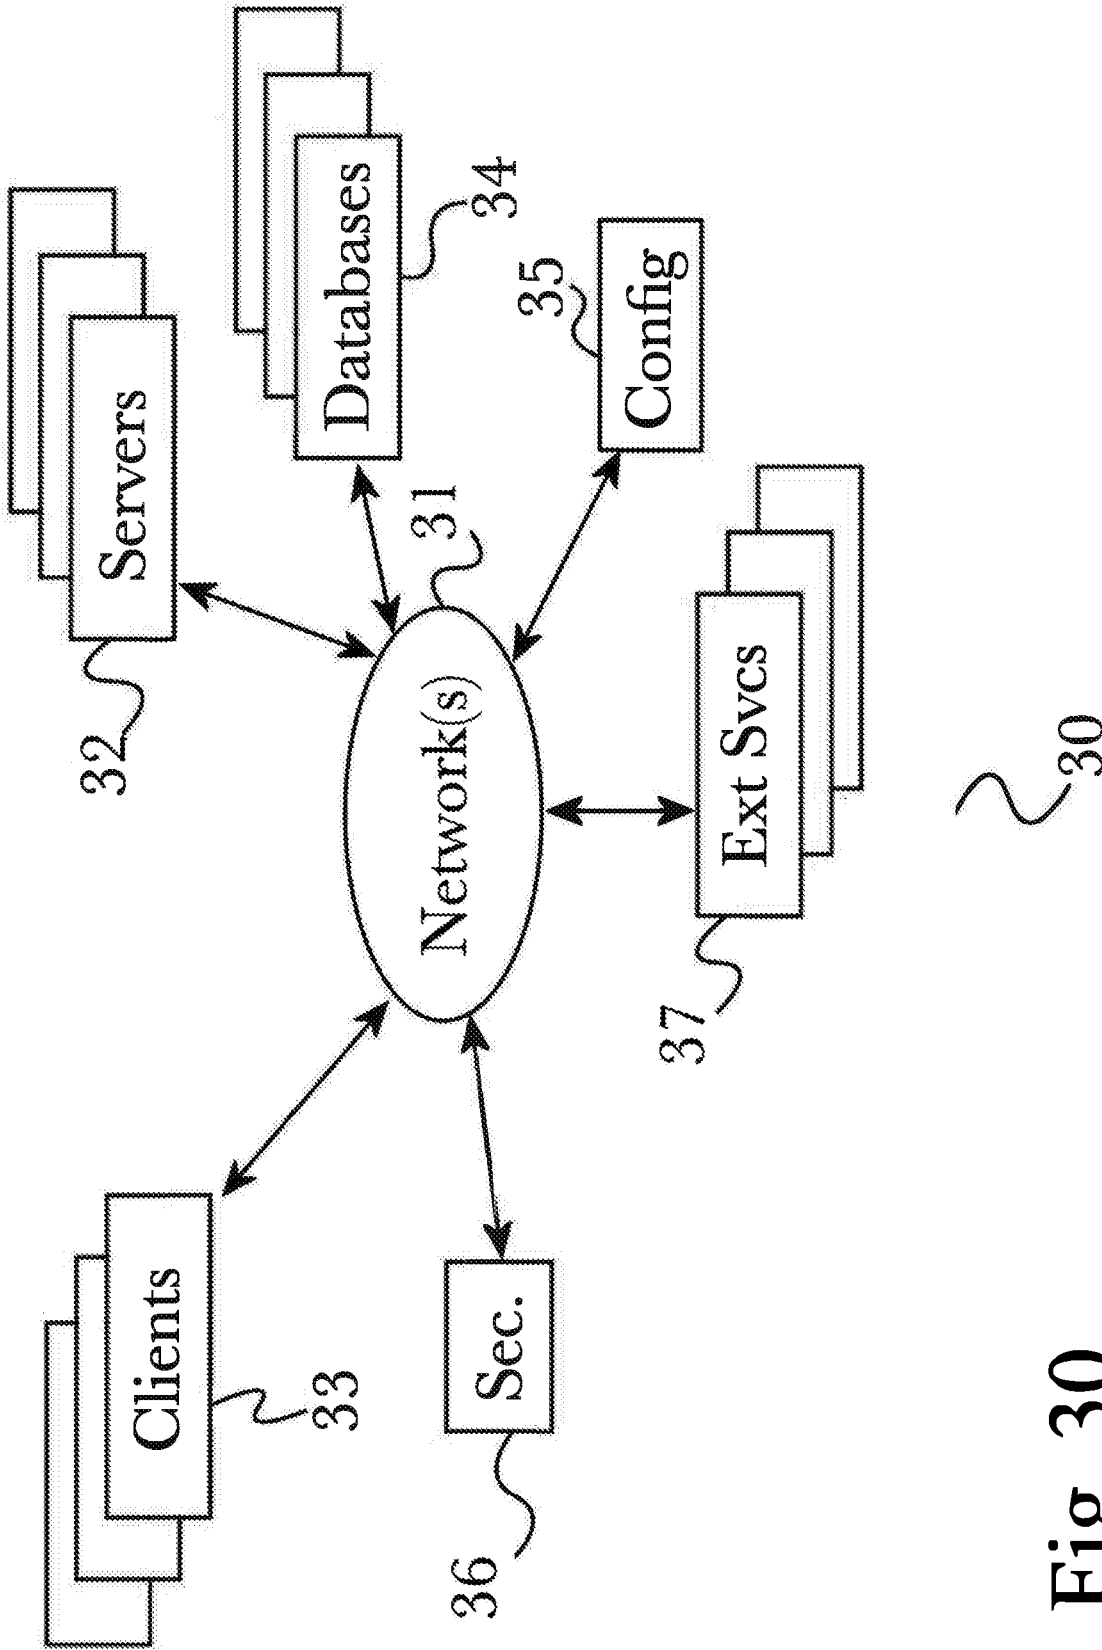 Servers
32
Clients
33
Databases
34
Network(s)
31
Config
35
Sec.
36
Ext Svcs
37
30
Fig. 30